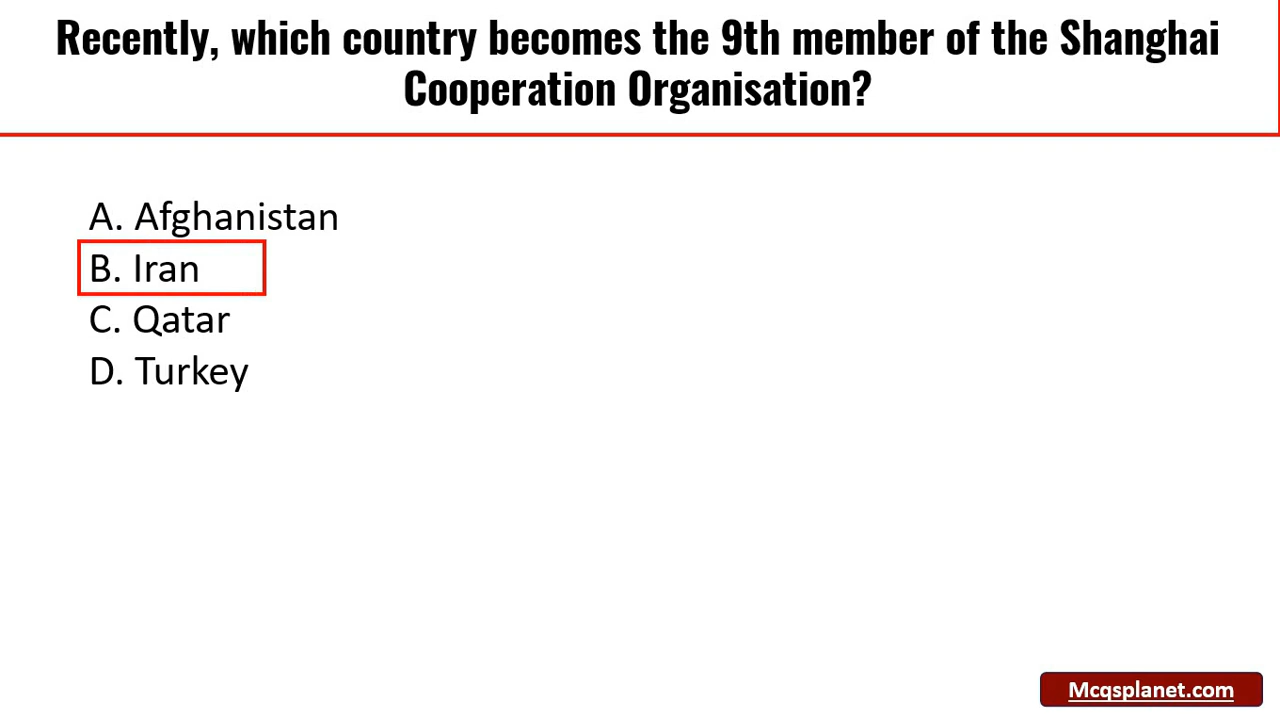 Recently, which country becomes the 9th member of the Shanghai
Cooperation Organisation?
A. Afghanistan
B. Iran
C. Qatar
D. Turkey
Mcqsplanet.com